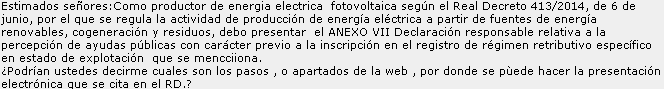 Estimados señores:Como productor de energia electrica  fotovoltaica según el Real Decreto 413/2014, de 6 de
junio, por el que se regula la actividad de producción de energía eléctrica a partir de fuentes de energía
renovables, cogeneración y residuos, debo presentar  el ANEXO VII Declaración responsable relativa a la
percepción de ayudas públicas con carácter previo a la inscripción en el registro de régimen retributivo específico
en estado de explotación  que se mencciiona.
¿Podrían ustedes decirme cuales son los pasos , o apartados de la web , por donde se pùede hacer la presentación
electrónica que se cita en el RD.?